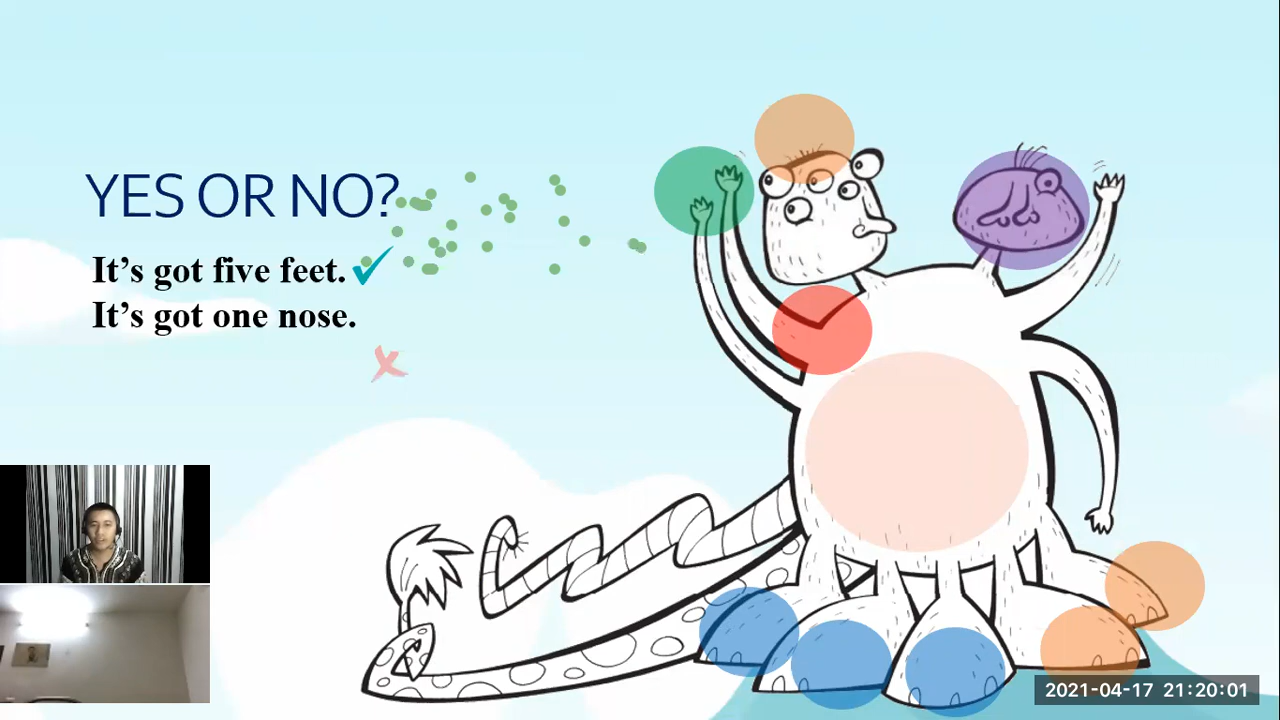 YES OR NO?
It's got five feet.
It's got one nose.
2021-04-17 21:20:01